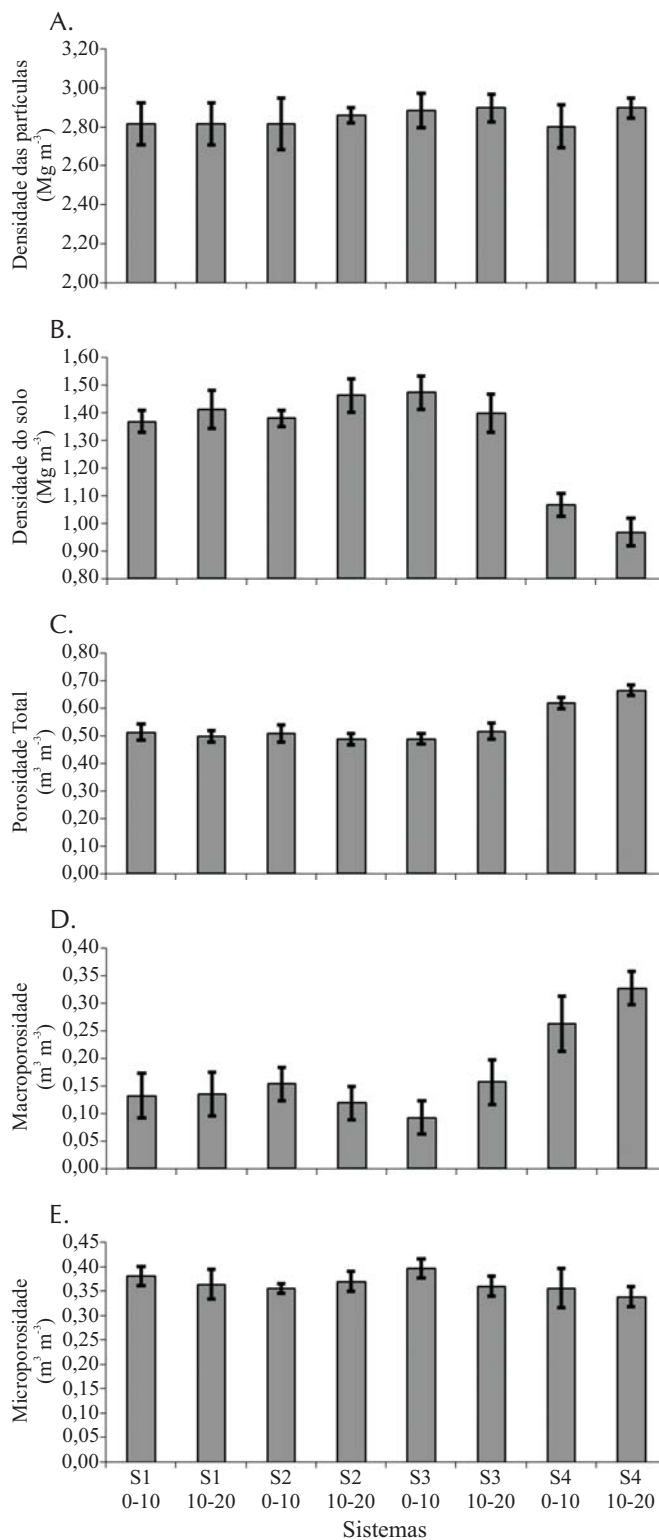 A.
Densidade das partículas
(Mg m⁻³)
3,20
3,00
2,80
2,60
2,40
2,20
2,00
B.
Densidade do solo
(Mg m⁻³)
1,60
1,50
1,40
1,30
1,20
1,10
1,00
0,90
0,80
C.
Porosidade Total
(m³ m⁻³)
0,80
0,70
0,60
0,50
0,40
0,30
0,20
0,10
0,00
D.
Macroporosidade
(m³ m⁻³)
0,40
0,35
0,30
0,25
0,20
0,15
0,10
0,05
0,00
E.
Microporosidade
(m³ m⁻³)
0,45
0,40
0,35
0,30
0,25
0,20
0,15
0,10
0,05
0,00
S1 S1 S2 S2 S3 S3 S4 S4
0-10 10-20 0-10 10-20 0-10 10-20 0-10 10-20
Sistemas